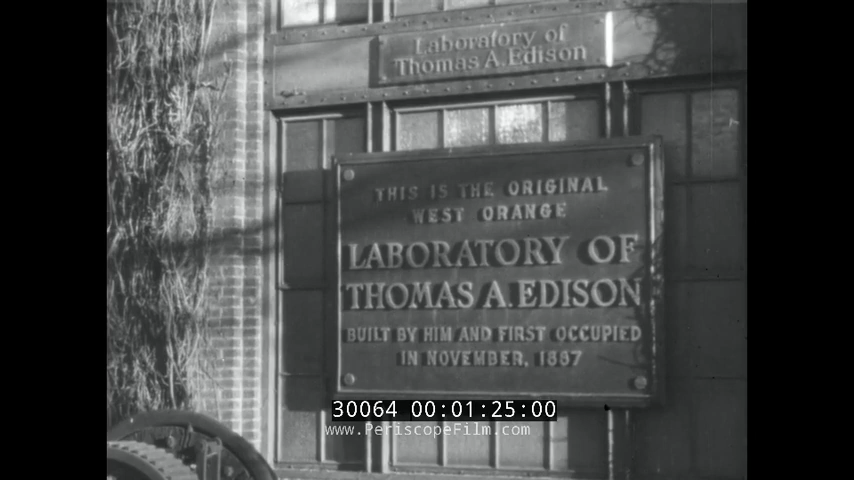 Laboratory of
Thomas A. Edison
THIS IS THE ORIGINAL
WEST ORANGE
LABORATORY OF
THOMAS A. EDISON
BUILT BY HIM AND FIRST OCCUPIED
IN NOVEMBER, 1887
30064 00:01:25:00
www.PeriscopeFilm.com